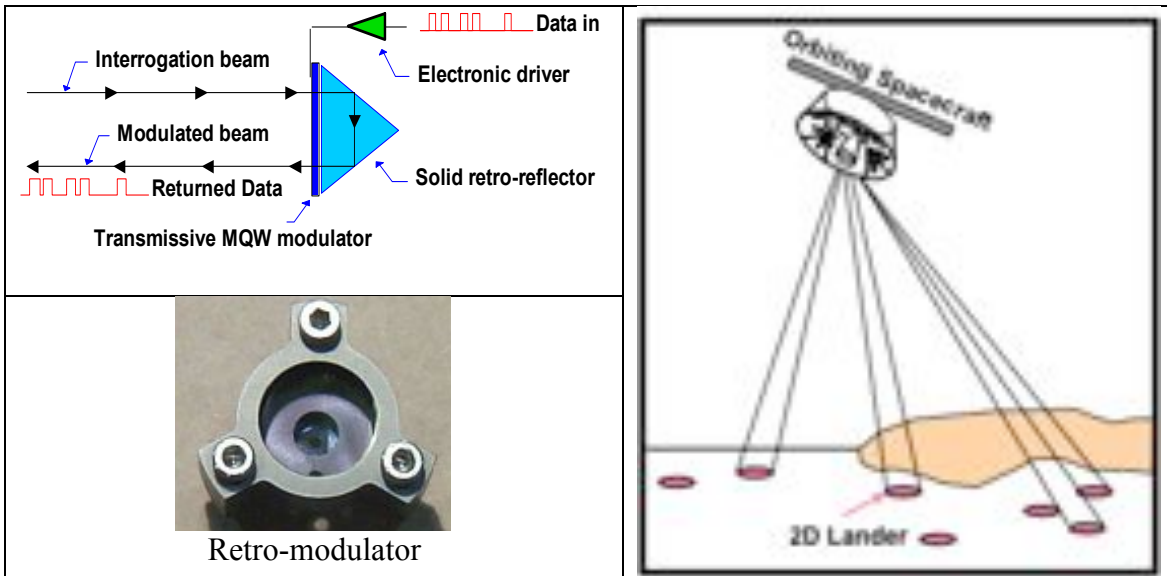 Data in
Interrogation beam
Electronic driver
Modulated beam
Returned Data
Solid retro-reflector
Transmissive MQW modulator
Retro-modulator
Orbiting Spacecraft
2D Lander